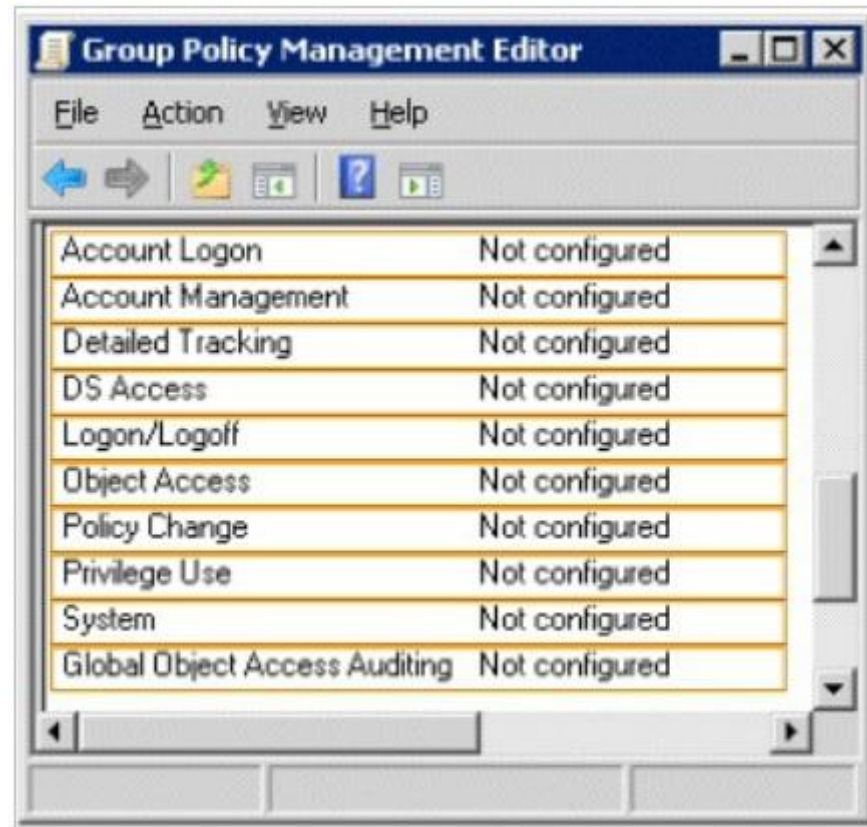 Group Policy Management Editor
File Action View Help
Account Logon Not configured
Account Management Not configured
Detailed Tracking Not configured
DS Access Not configured
Logon/Logoff Not configured
Object Access Not configured
Policy Change Not configured
Privilege Use Not configured
System Not configured
Global Object Access Auditing Not configured